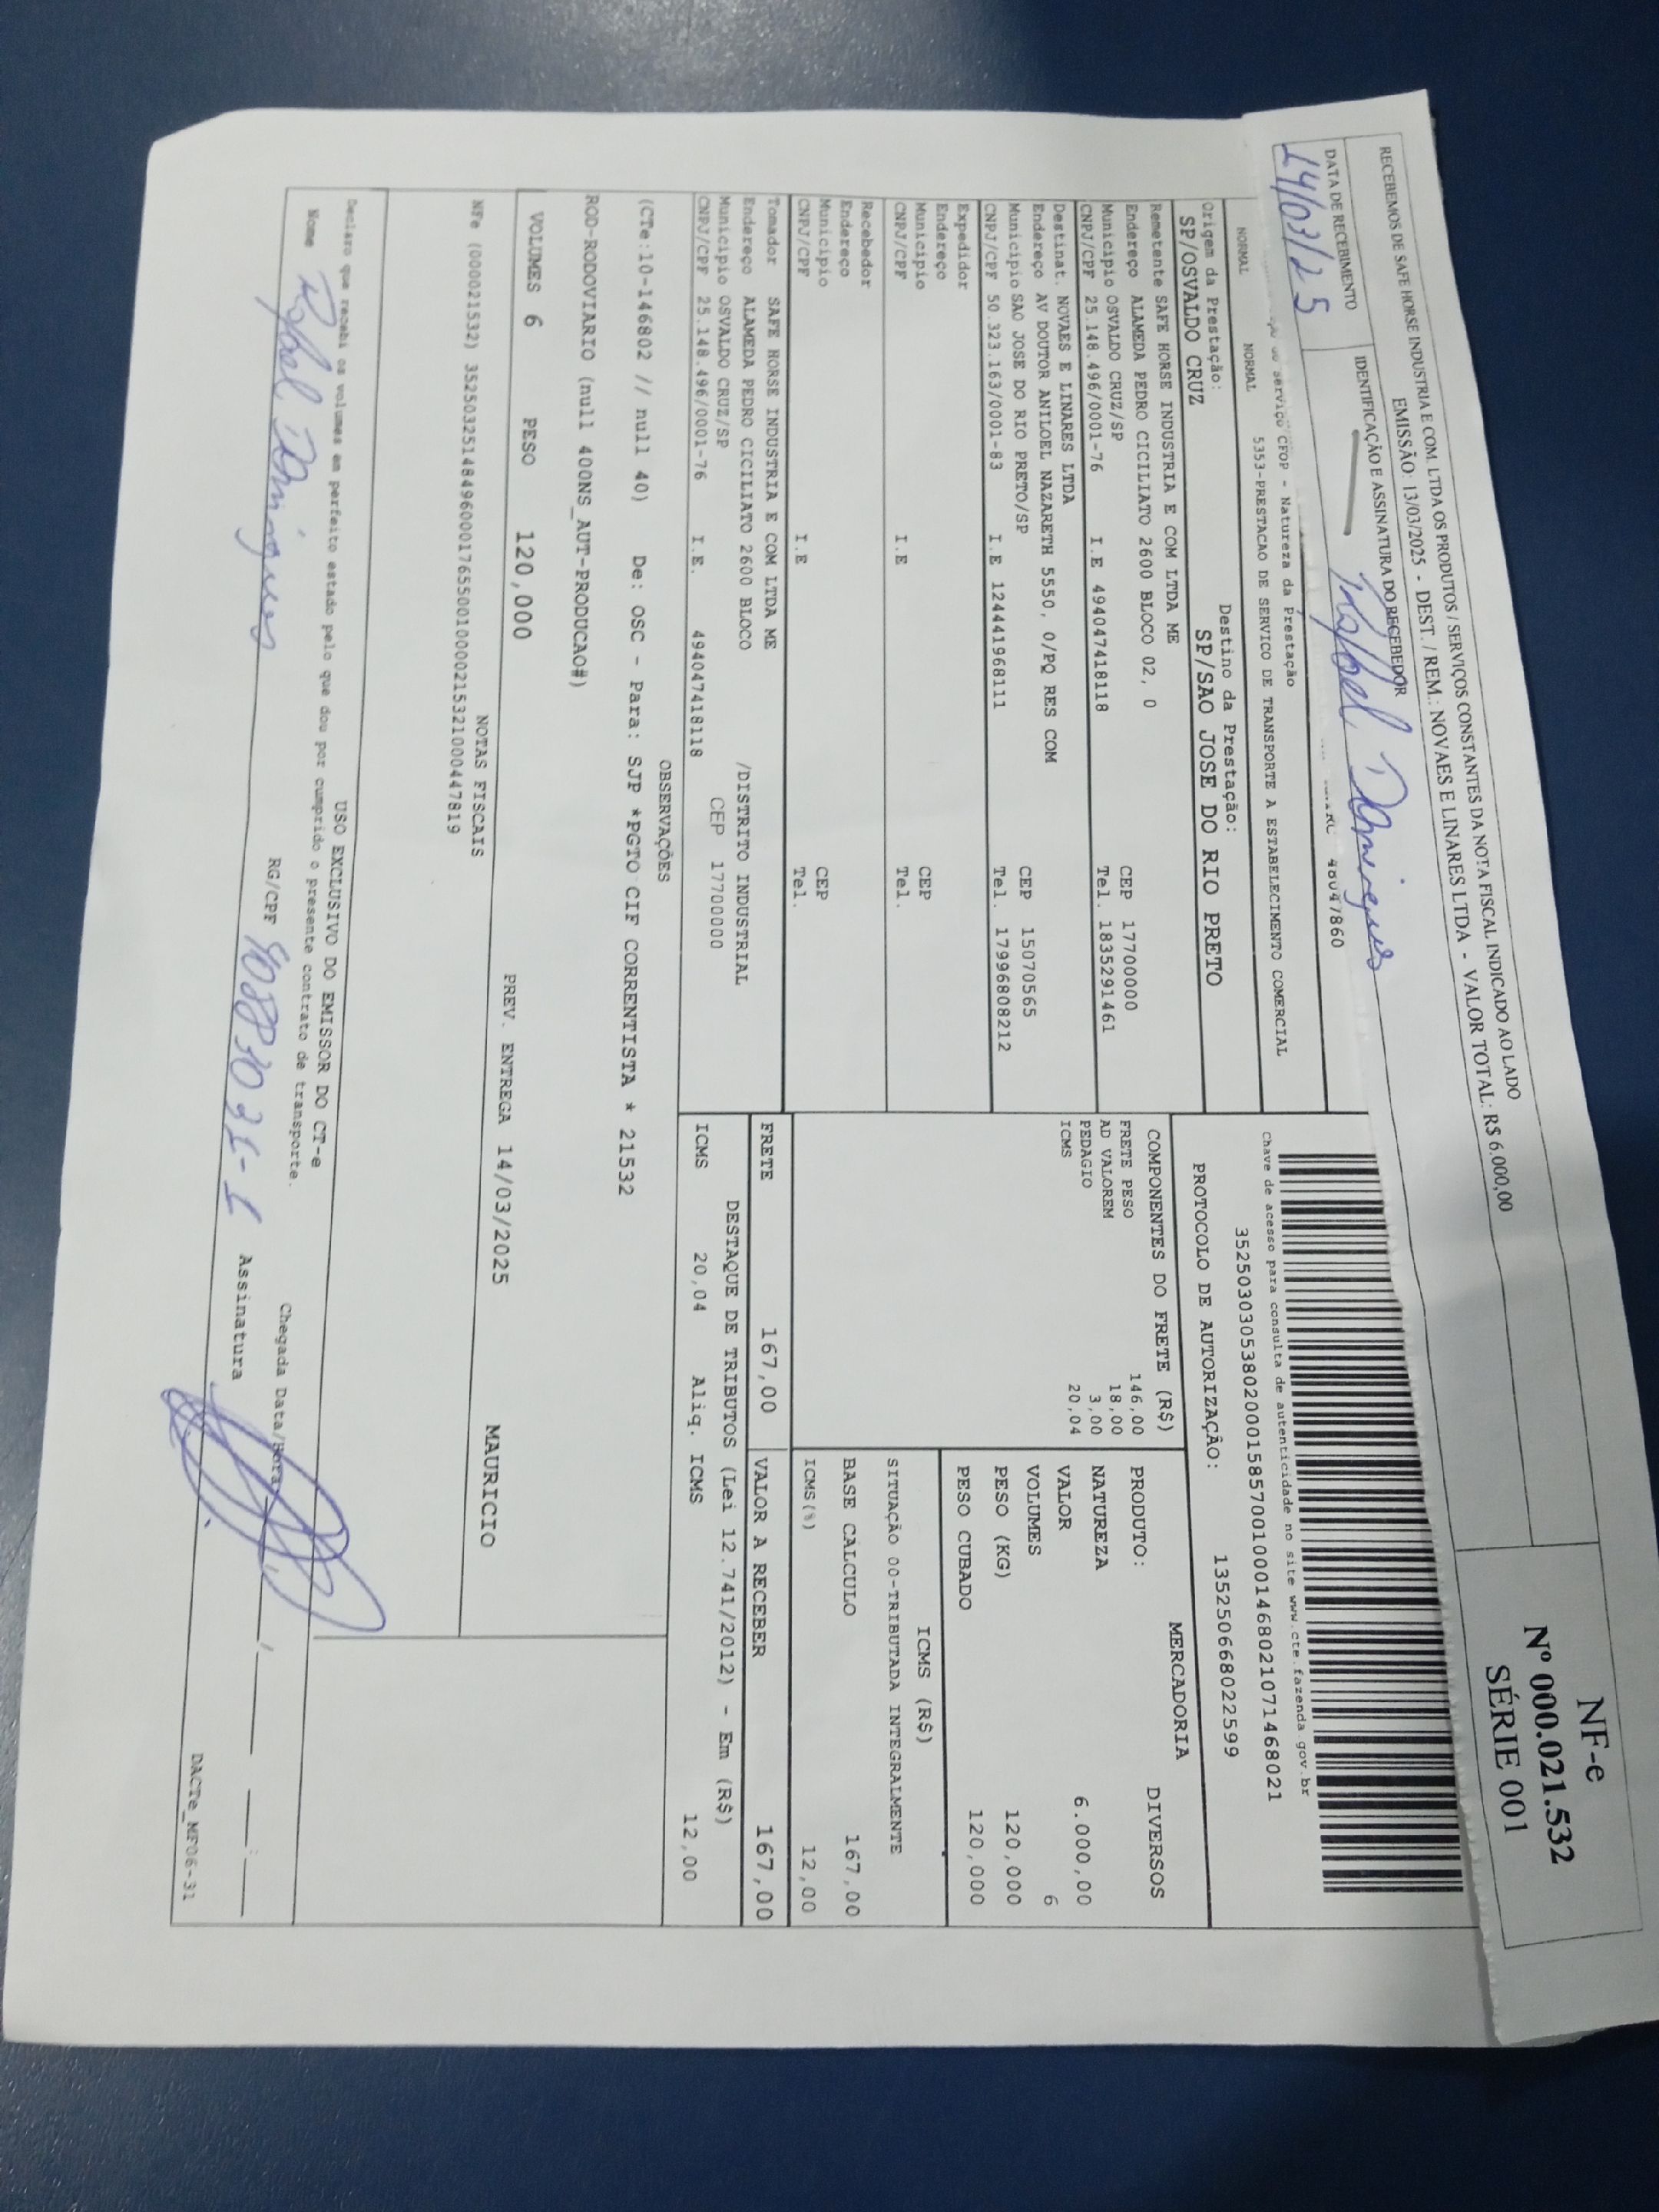 RECEBEMOS DE SAFE HORSE INDUSTRIA E COM. LTDA OS PRODUTOS / SERVIÇOS CONSTANTES DA NOTA FISCAL INDICADO AO LADO
EMISSÃO: 13/03/2025 - DEST. / REM.: NOVAES E LINARES LTDA - VALOR TOTAL: R$ 6.000,00
DATA DE RECEBIMENTO
14/03/25
IDENTIFICAÇÃO E ASSINATURA DO RECEBEDOR
NF-e
Nº 000.021.532
SÉRIE 001
48047860
serviço CFOP - Natureza da Prestação
NORMAL NORMAL 5353-PRESTACAO DE SERVICO DE TRANSPORTE A ESTABELECIMENTO COMERCIAL
Chave de acesso para consulta de autenticidade no site www.cte.fazenda.gov.br
35250303053802000158570010001468021071468021
PROTOCOLO DE AUTORIZAÇÃO: 135250668022599
Origem da Prestação: Destino da Prestação:
SP/OSVALDO CRUZ SP/SAO JOSE DO RIO PRETO
Remetente SAFE HORSE INDUSTRIA E COM LTDA ME
Endereço ALAMEDA PEDRO CICILIATO 2600 BLOCO 02, 0
Municipio OSVALDO CRUZ/SP CEP 17700000
CNPJ/CPF 25.148.496/0001-76 I.E 494047418118 Tel. 1835291461
Destinat. NOVAES E LINARES LTDA
Endereço AV DOUTOR ANILOEL NAZARETH 5550, 0/PQ RES COM
Municipio SAO JOSE DO RIO PRETO/SP CEP 15070565
CNPJ/CPF 50.323.163/0001-83 I.E 124441968111 Tel. 17996808212
Expedidor
Endereço
Municipio CEP
CNPJ/CPF I.E Tel.
Recebedor
Endereço
Municipio CEP
CNPJ/CPF I.E Tel.
Tomador SAFE HORSE INDUSTRIA E COM LTDA ME
Endereço ALAMEDA PEDRO CICILIATO 2600 BLOCO /DISTRITO INDUSTRIAL
Municipio OSVALDO CRUZ/SP CEP 17700000
CNPJ/CPF 25.148.496/0001-76 I.E. 494047418118
COMPONENTES DO FRETE (R$)
FRETE PESO 146,00
AD VALOREM 18,00
PEDAGIO 3,00
ICMS 20,04
MERCADORIA
PRODUTO: DIVERSOS
NATUREZA
VALOR 6.000,00
VOLUMES 6
PESO (KG) 120,000
PESO CUBADO 120,000
ICMS (R$)
SITUAÇÃO 00-TRIBUTADA INTEGRALMENTE
BASE CALCULO 167,00
ICMS(%) 12,00
FRETE 167,00 VALOR A RECEBER 167,00
DESTAQUE DE TRIBUTOS (Lei 12.741/2012) - Em (R$)
ICMS 20,04 Aliq. ICMS 12,00
OBSERVAÇÕES
(CTe:10-146802 // null 40) De: OSC - Para: SJP *PGTO CIF CORRENTISTA * 21532
ROD-RODOVIARIO (null 400NS_AUT-PRODUCAO#)
VOLUMES 6 PESO 120,000 PREV. ENTREGA 14/03/2025 MAURICIO
NOTAS FISCAIS
NFe (000021532) 35250325148496000176550010000215321000447819
USO EXCLUSIVO DO EMISSOR DO CT-e
Declaro que recebi os volumes em perfeito estado pelo que dou por cumprido o presente contrato de transporte.
Nome RG/CPF Assinatura Chegada Data/Hora
DACTe_MF06-31